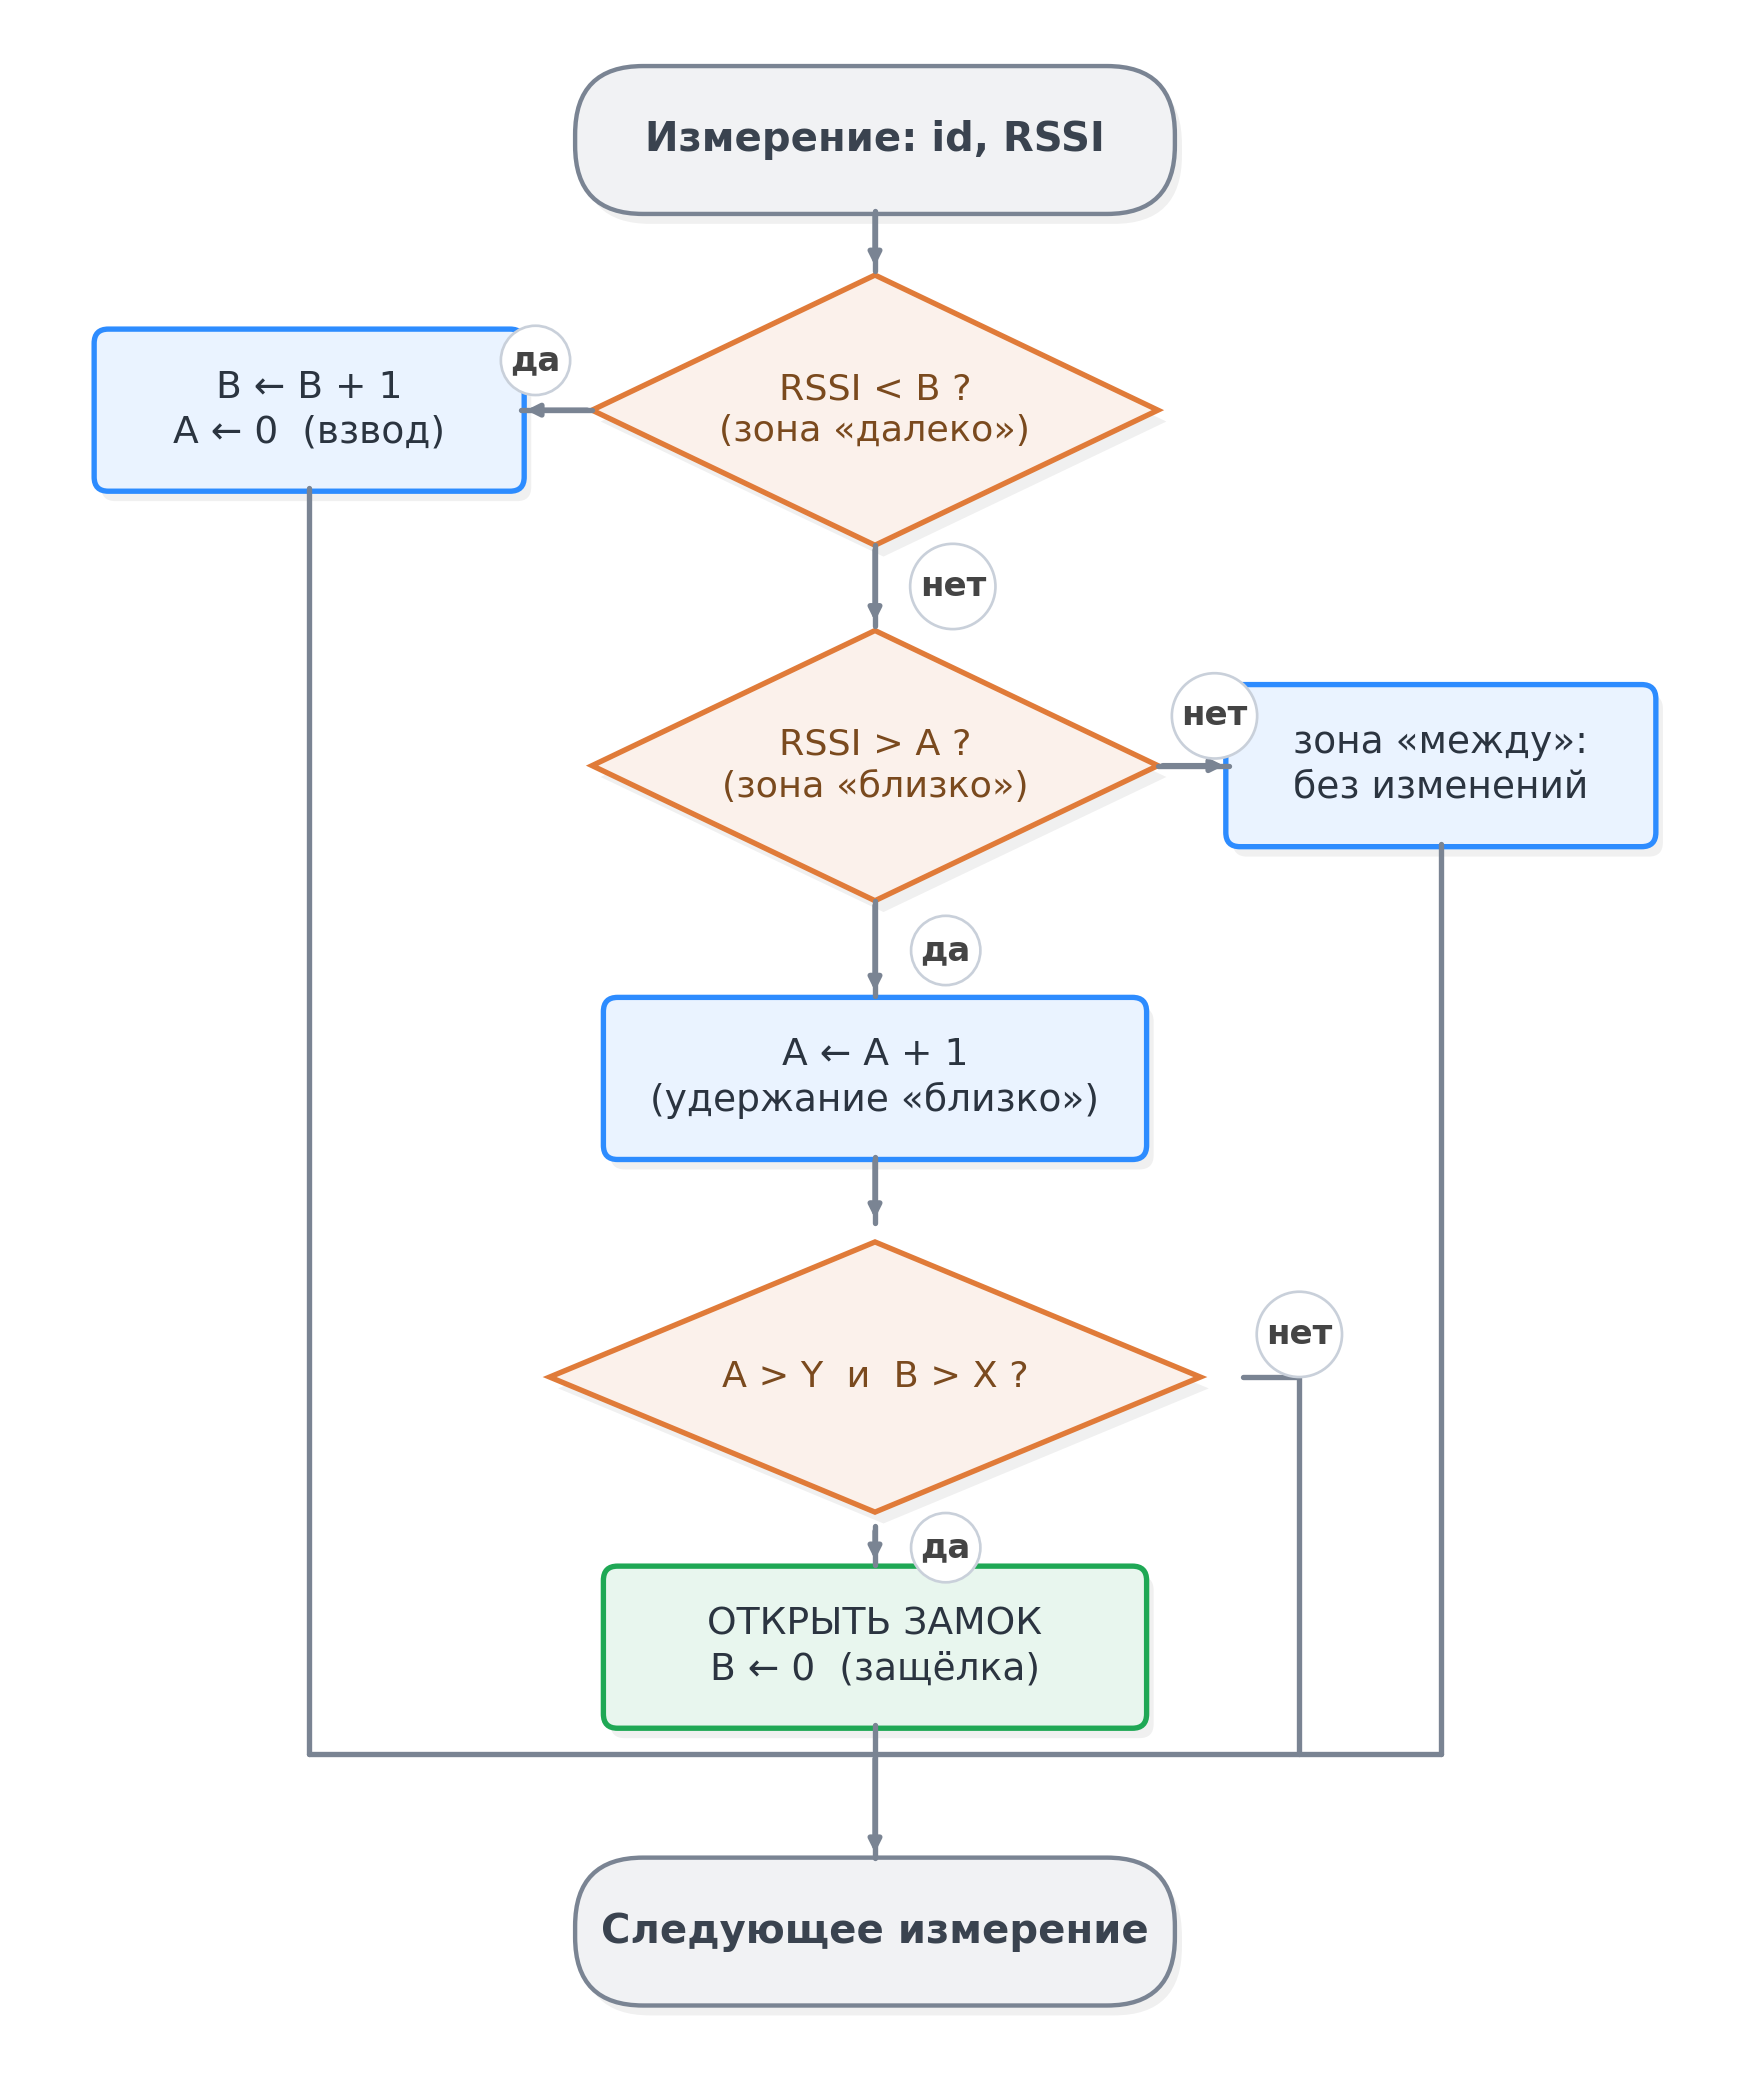 Измерение: id, RSSI
RSSI < B ?
(зона «далеко»)
да
B ← B + 1
A ← 0  (взвод)
нет
RSSI > A ?
(зона «близко»)
нет
зона «между»:
без изменений
да
A ← A + 1
(удержание «близко»)
A > Y  и  B > X ?
нет
да
ОТКРЫТЬ ЗАМОК
B ← 0  (защёлка)
Следующее измерение